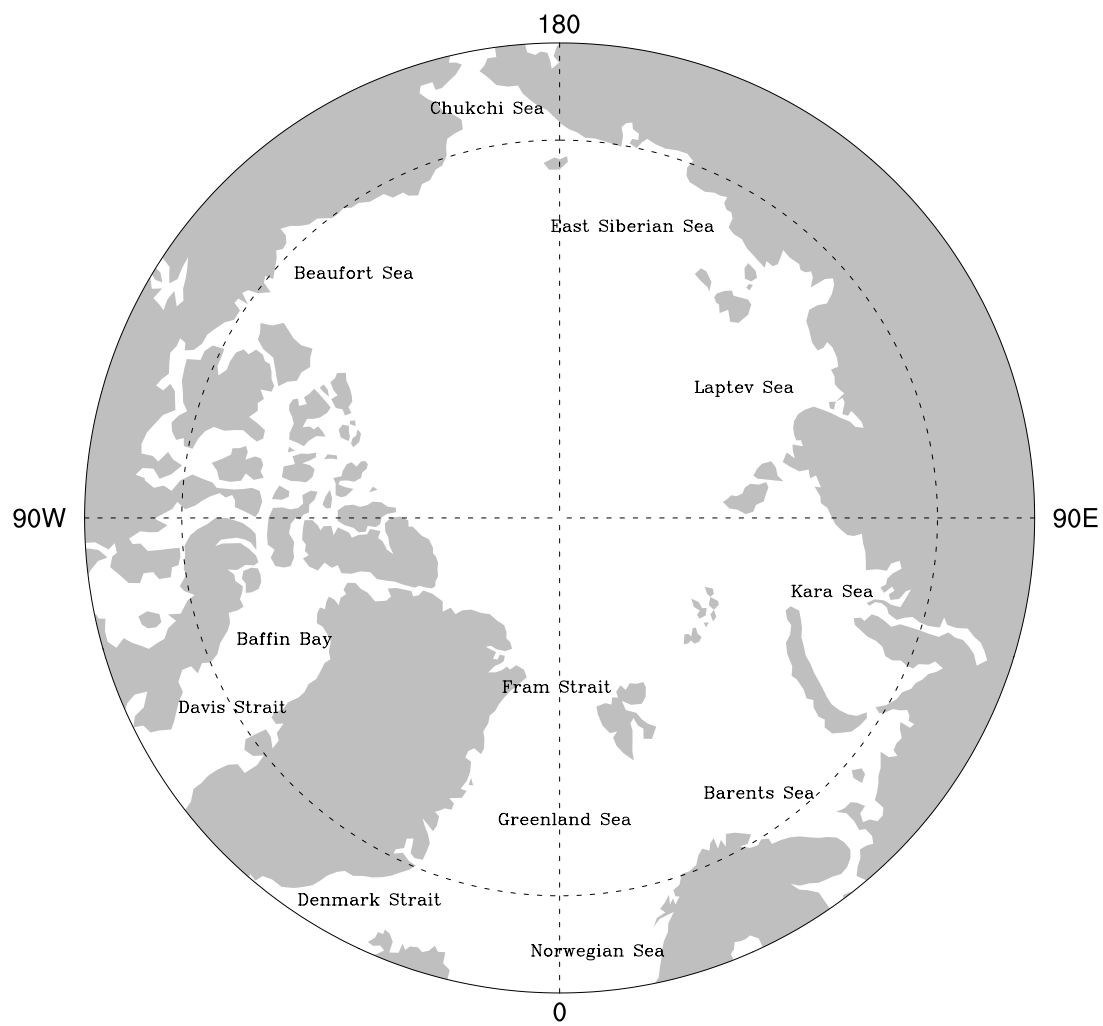 180
Chukchi Sea
East Siberian Sea
Beaufort Sea
Laptev Sea
90W
90E
Kara Sea
Baffin Bay
Fram Strait
Davis Strait
Barents Sea
Greenland Sea
Denmark Strait
Norwegian Sea
0